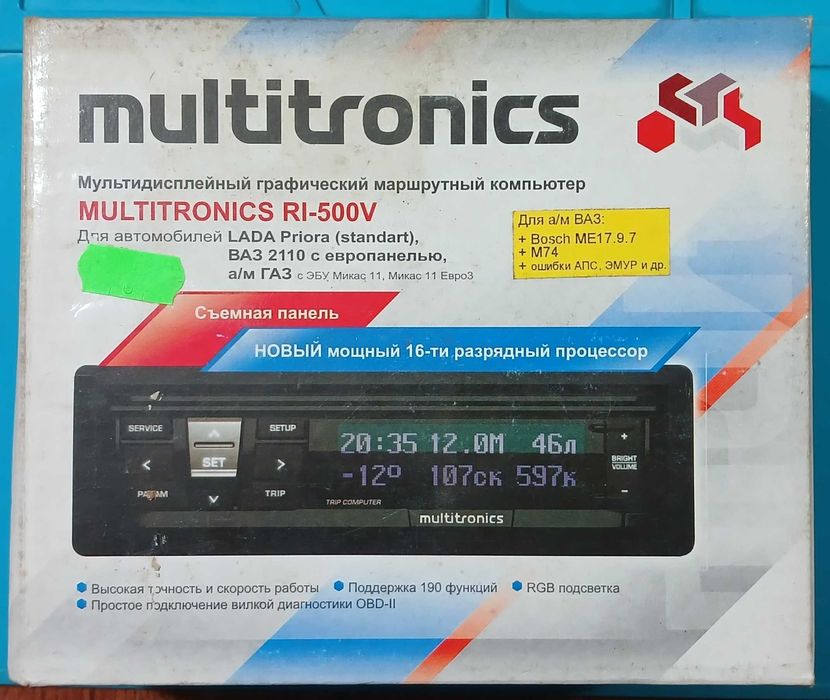 multitronics
Мультидисплейный графический маршрутный компьютер
MULTITRONICS RI-500V
Для автомобилей LADA Priora (standart),
ВАЗ 2110 с европанелью,
а/м ГАЗ с ЭБУ Микас 11, Микас 11 Евро3
Для а/м ВАЗ:
+ Bosch ME17.9.7
+ М74
+ ошибки АПС, ЭМУР и др.
Съемная панель
НОВЫЙ мощный 16-ти разрядный процессор
SERVICE
SETUP
SET
PARAM
TRIP
20:35 12.0М 46л
-12° 107ск 597к
TRIP COMPUTER
multitronics
+
BRIGHT
VOLUME
-
Высокая точность и скорость работы
Поддержка 190 функций
RGB подсветка
Простое подключение вилкой диагностики OBD-II